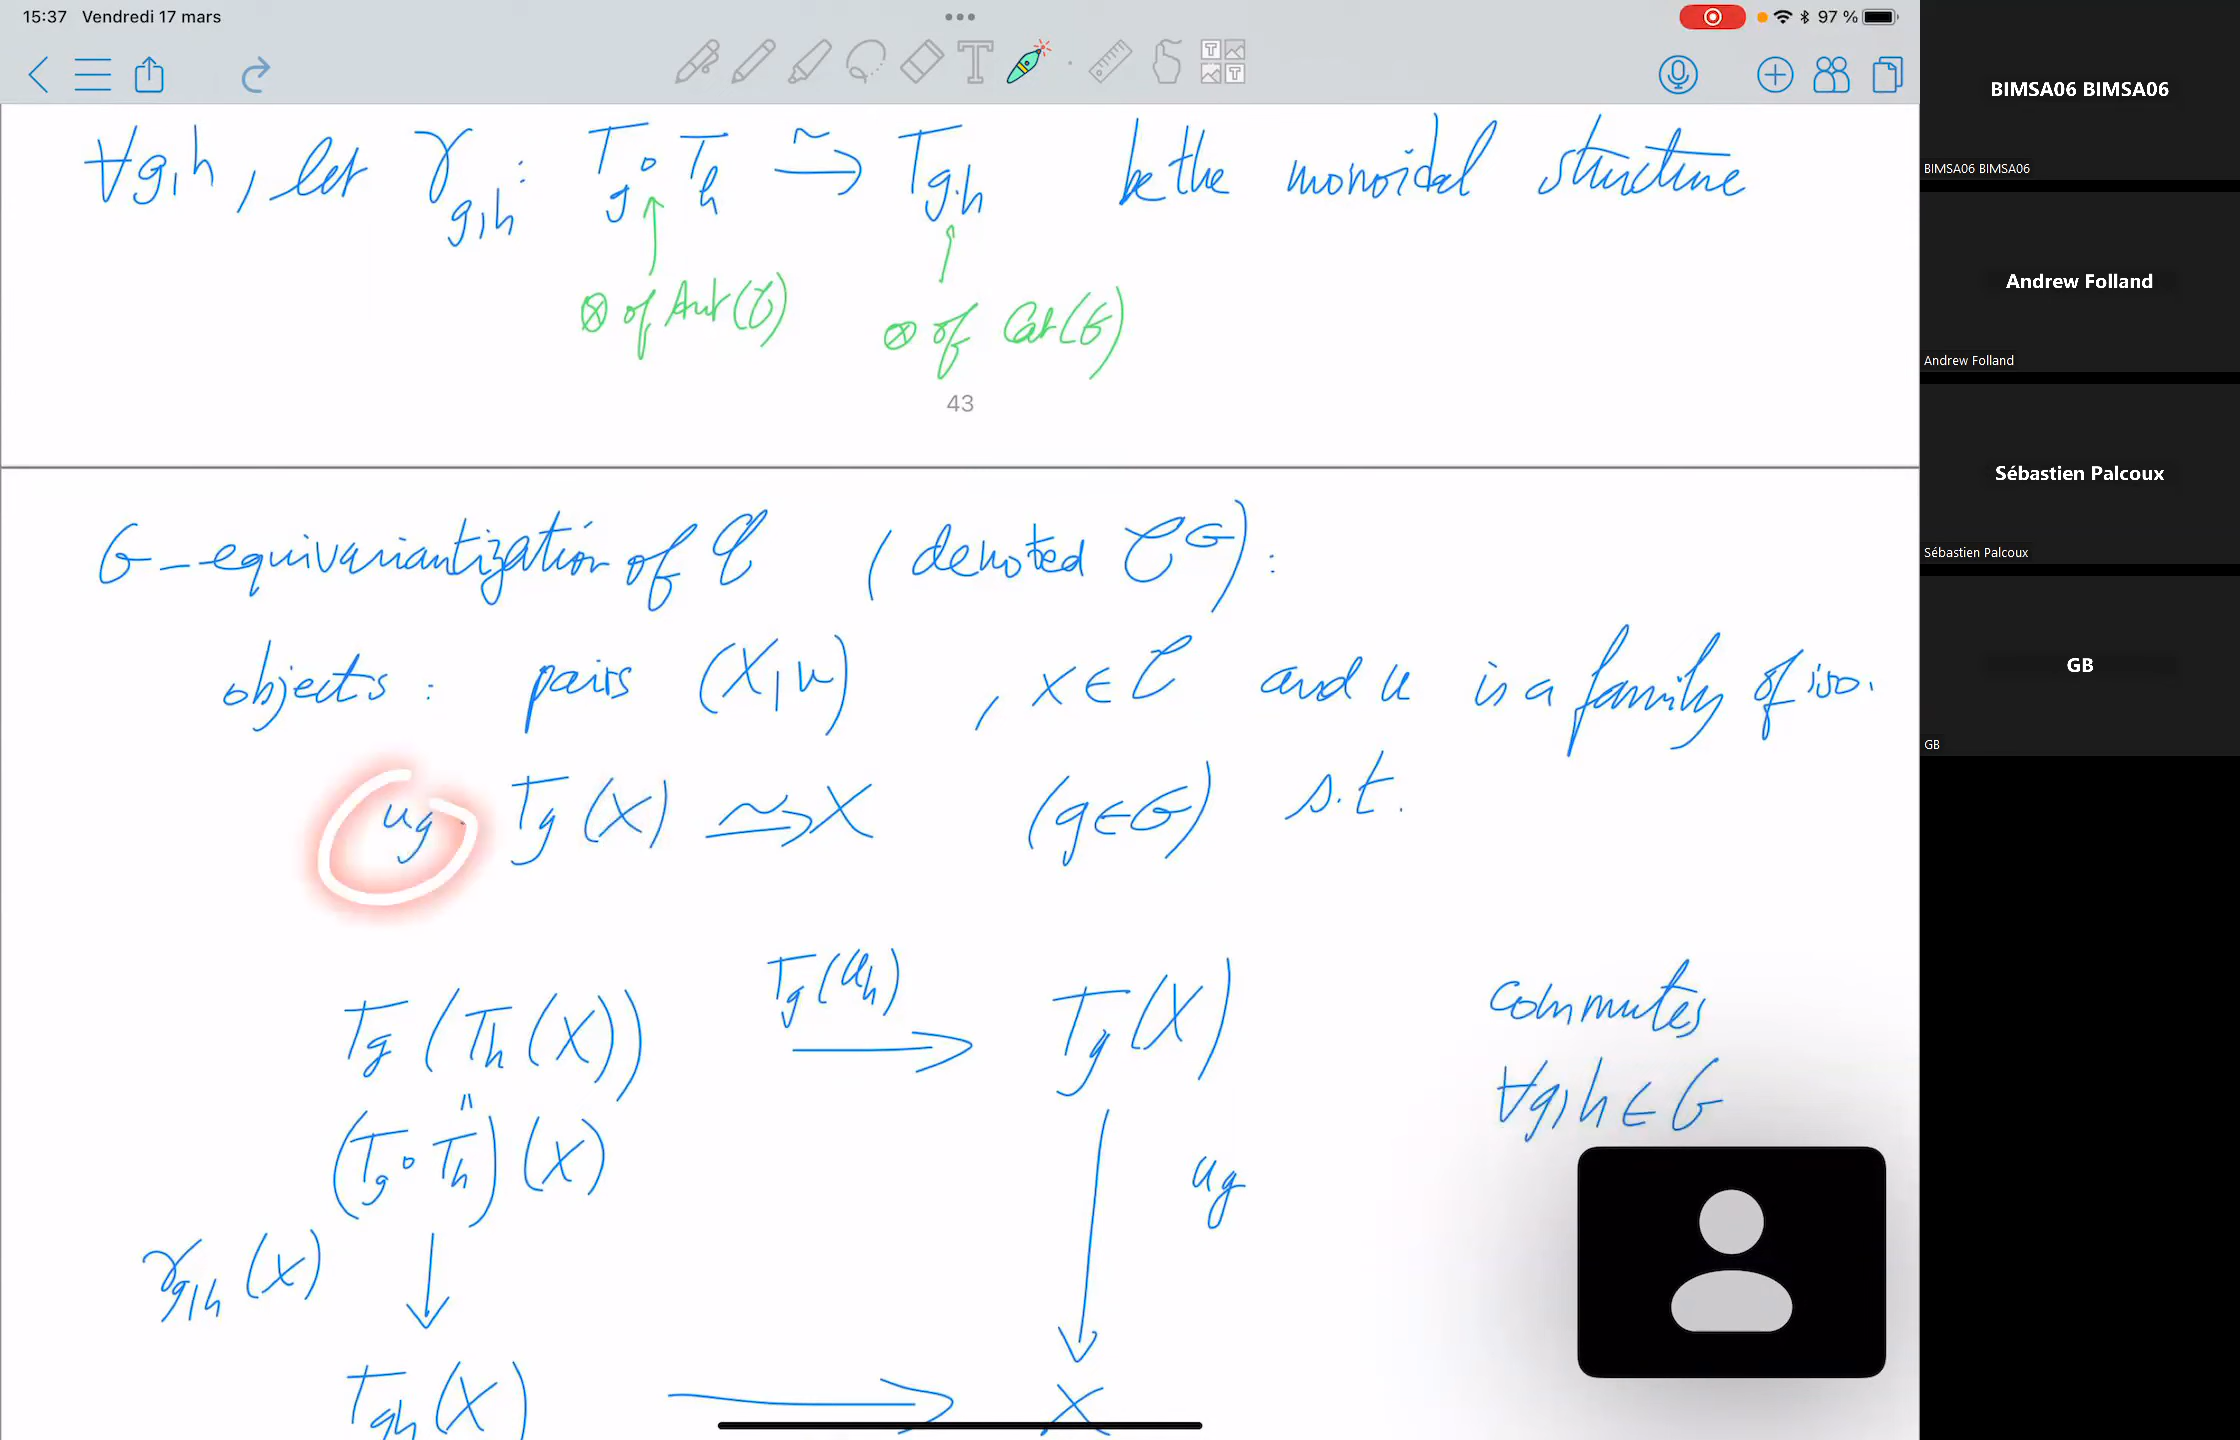 15:37 Vendredi 17 mars
97 %
∀g,h, let γ_{g,h}: T_g ∘ T_h ⥲ T_{g.h} be the monoidal structure
⊗ of Aut(C) ⊗ of Cat(G)
43
G-equivariantization of C (denoted C^G):
objects: pairs (X,u), X∈C and u is a family of iso.
u_g T_g(X) ⥲ X (g∈G) s.t.
T_g(T_h(X)) T_g(u_h) → T_g(X) commutes
"
∀g,h∈G
(T_g ∘ T_h)(X)
u_g
γ_{g,h}(X) ↓
T_{gh}(X) → X
BIMSA06 BIMSA06
BIMSA06 BIMSA06
Andrew Folland
Andrew Folland
Sébastien Palcoux
Sébastien Palcoux
GB
GB